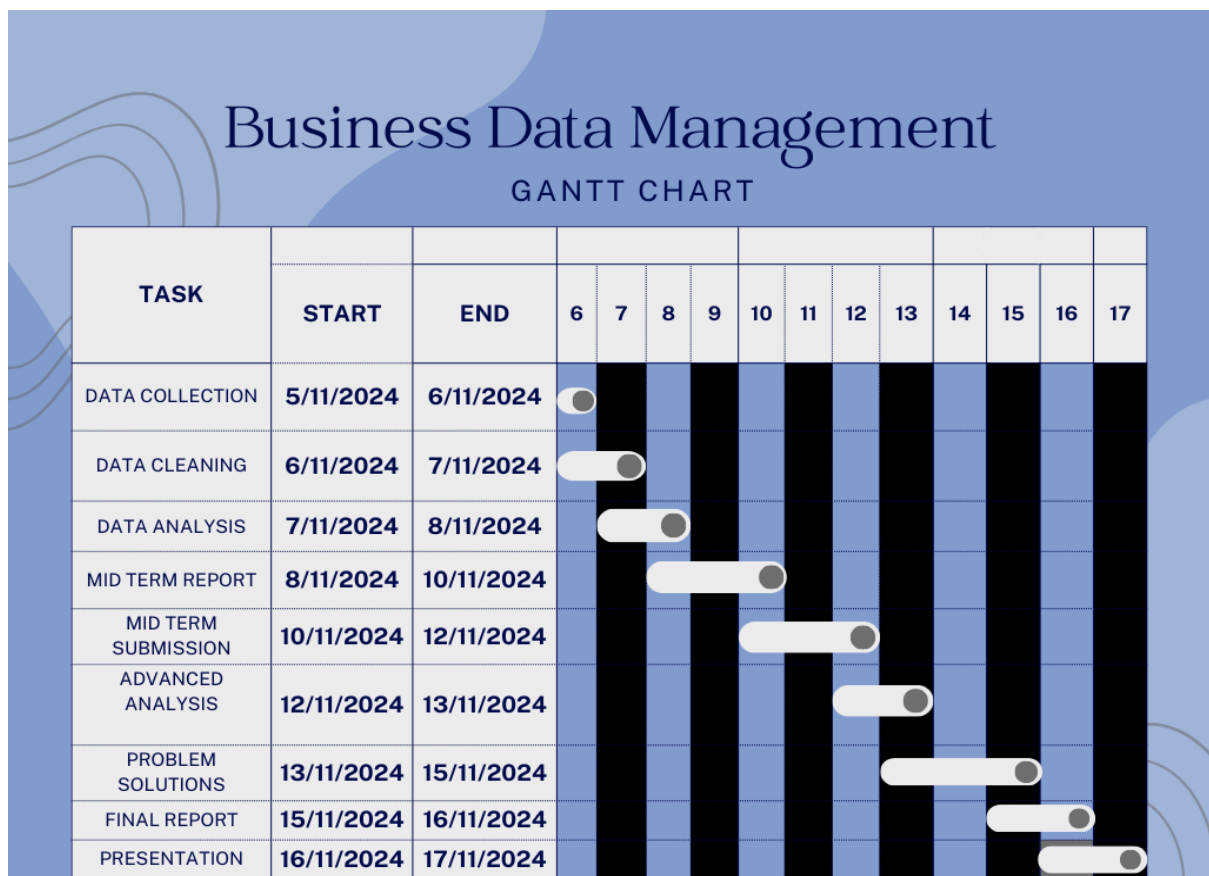 Business Data Management
GANTT CHART
TASK START END 6 7 8 9 10 11 12 13 14 15 16 17
DATA COLLECTION 5/11/2024 6/11/2024
DATA CLEANING 6/11/2024 7/11/2024
DATA ANALYSIS 7/11/2024 8/11/2024
MID TERM REPORT 8/11/2024 10/11/2024
MID TERM
SUBMISSION 10/11/2024 12/11/2024
ADVANCED
ANALYSIS 12/11/2024 13/11/2024
PROBLEM
SOLUTIONS 13/11/2024 15/11/2024
FINAL REPORT 15/11/2024 16/11/2024
PRESENTATION 16/11/2024 17/11/2024